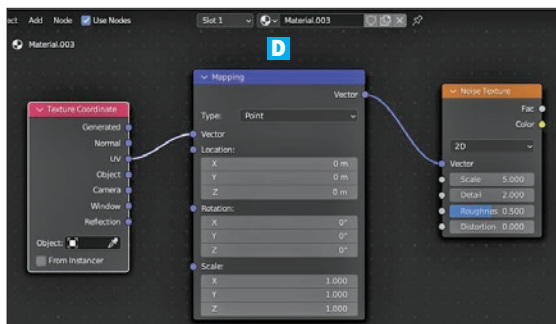 ect Add Node Use Nodes Slot 1 Material.003
Material.003
D
Texture Coordinate
Generated
Normal
UV
Object
Camera
Window
Reflection
Object:
From Instancer
Mapping
Vector
Type: Point
Vector
Location:
X 0 m
Y 0 m
Z 0 m
Rotation:
X 0°
Y 0°
Z 0°
Scale:
X 1.000
Y 1.000
Z 1.000
Noise Texture
Fac
Color
2D
Vector
Scale 5.000
Detail 2.000
Roughnes 0.500
Distortion 0.000